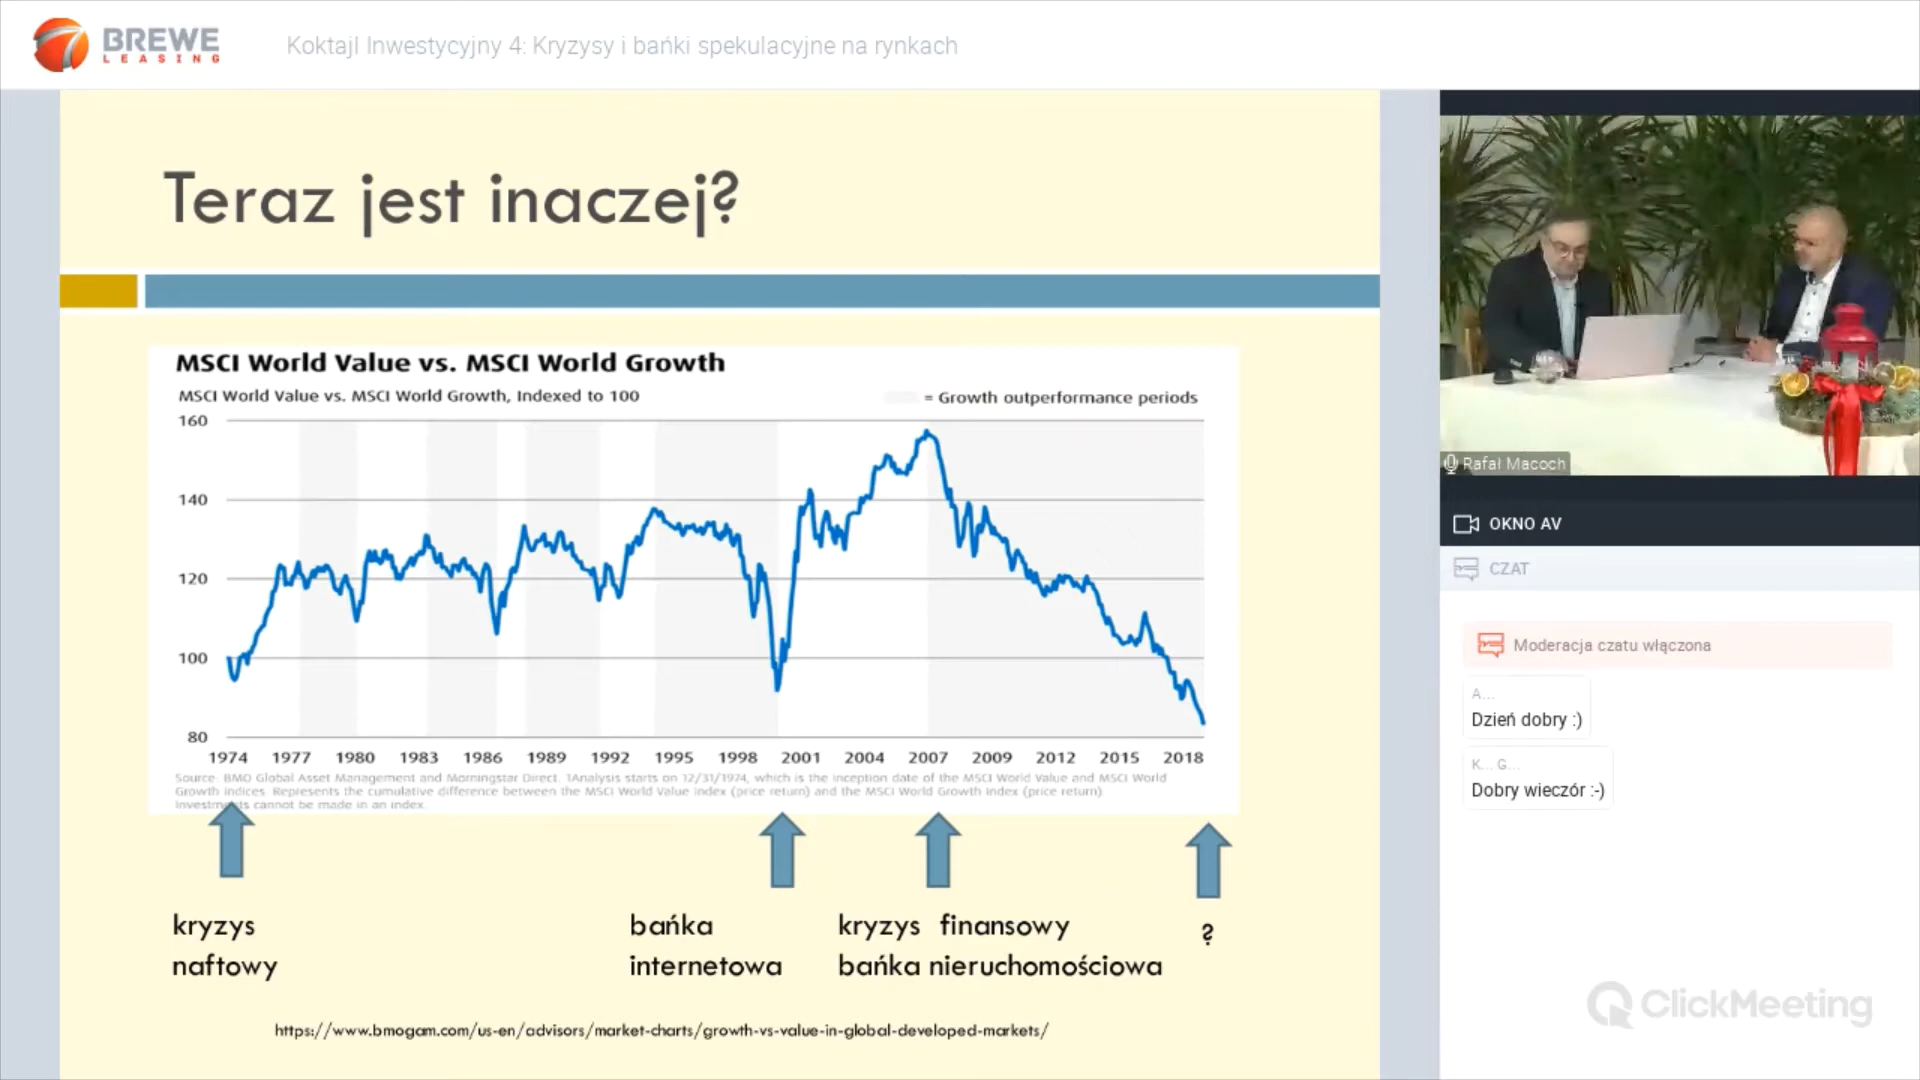 BREWE
LEASING
Koktajl Inwestycyjny 4: Kryzysy i bańki spekulacyjne na rynkach
Teraz jest inaczej?
MSCI World Value vs. MSCI World Growth
MSCI World Value vs. MSCI World Growth, Indexed to 100
= Growth outperformance periods
160
140
120
100
80
1974 1977 1980 1983 1986 1989 1992 1995 1998 2001 2004 2007 2009 2012 2015 2018
Source: BMO Global Asset Management and Morningstar Direct. 1Analysis starts on 12/31/1974, which is the inception date of the MSCI World Value and MSCI World
Growth Indices. Represents the cumulative difference between the MSCI World Value Index (price return) and the MSCI World Growth Index (price return).
Investments cannot be made in an index.
kryzys
naftowy
bańka
internetowa
kryzys finansowy
bańka nieruchomościowa
?
https://www.bmogam.com/us-en/advisors/market-charts/growth-vs-value-in-global-developed-markets/
Rafał Macoch
OKNO AV
CZAT
Moderacja czatu włączona
A...
Dzień dobry :)
K... G...
Dobry wieczór :-)
ClickMeeting